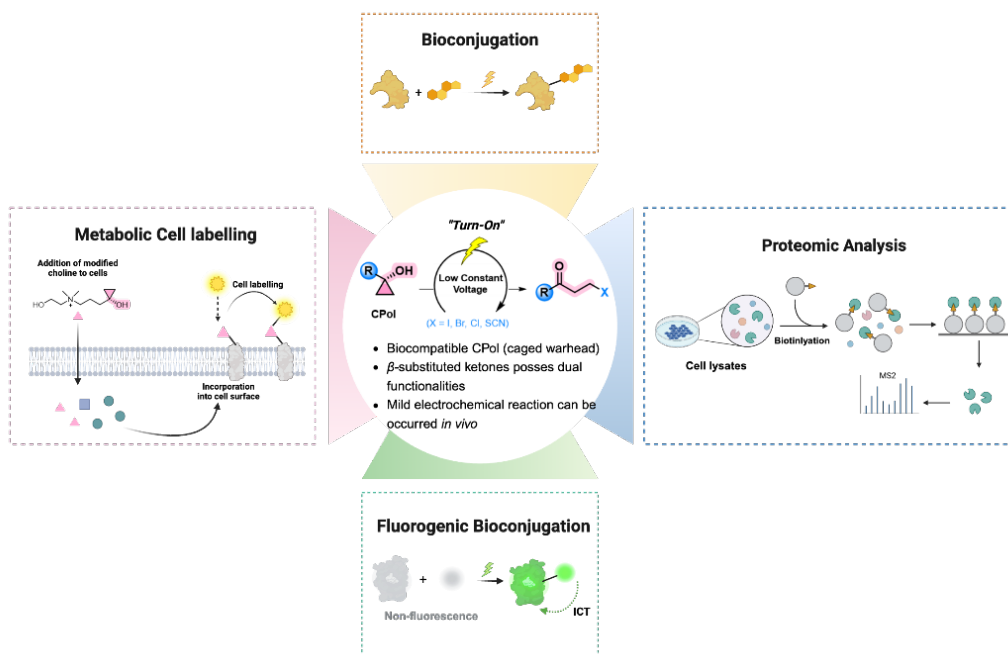 Bioconjugation
+
Metabolic Cell labelling
Addition of modified
choline to cells
HO
N
+
OH
Cell labelling
Incorporation
into cell surface
"Turn-On"
R
OH
CPol
Low Constant
Voltage
(X = I, Br, Cl, SCN)
O
R
X
• Biocompatible CPol (caged warhead)
• β-substituted ketones posses dual
functionalities
• Mild electrochemical reaction can be
occurred in vivo
Proteomic Analysis
Cell lysates
Biotinlyation
MS2
Fluorogenic Bioconjugation
+
Non-fluorescence
ICT